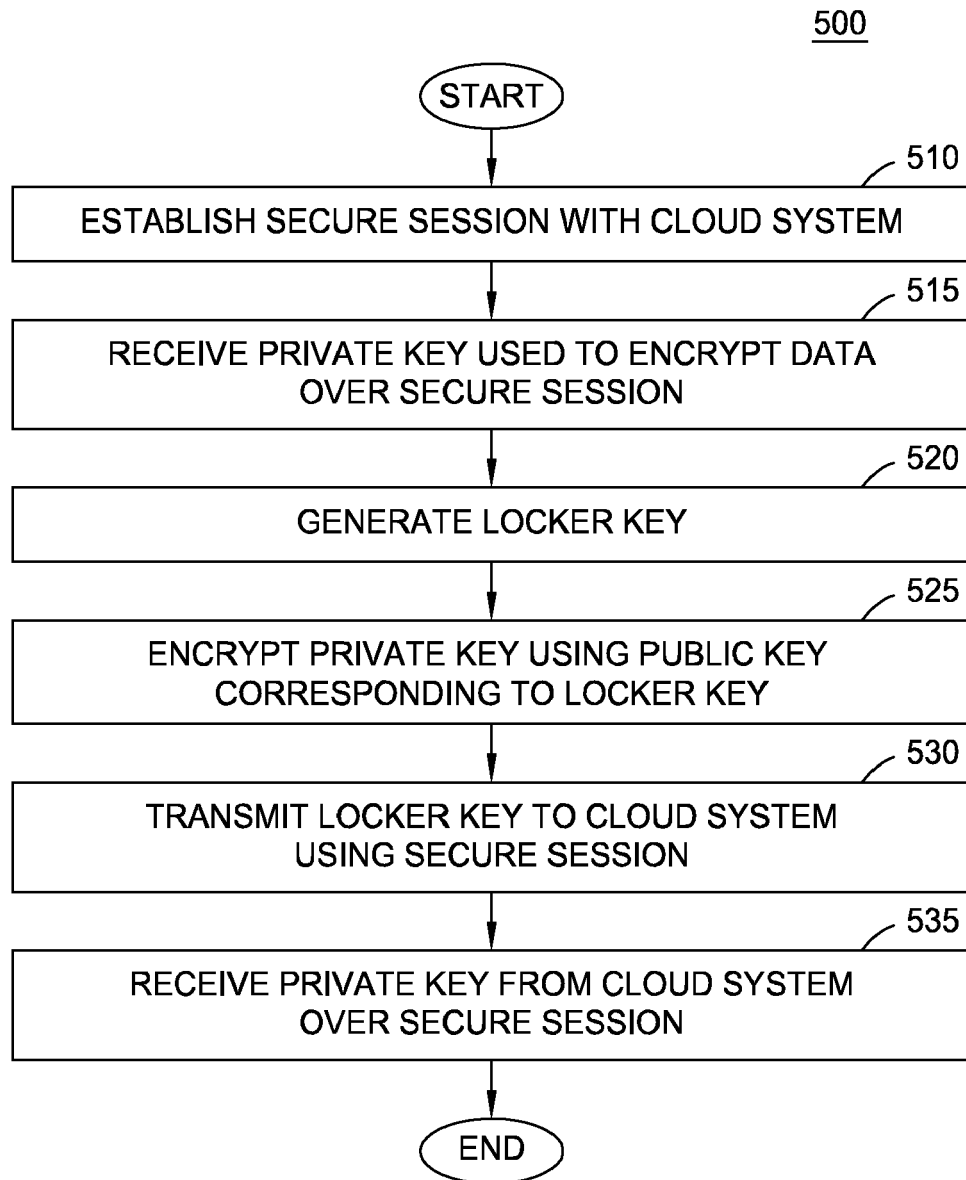 500
START
510
ESTABLISH SECURE SESSION WITH CLOUD SYSTEM
515
RECEIVE PRIVATE KEY USED TO ENCRYPT DATA
OVER SECURE SESSION
520
GENERATE LOCKER KEY
525
ENCRYPT PRIVATE KEY USING PUBLIC KEY
CORRESPONDING TO LOCKER KEY
530
TRANSMIT LOCKER KEY TO CLOUD SYSTEM
USING SECURE SESSION
535
RECEIVE PRIVATE KEY FROM CLOUD SYSTEM
OVER SECURE SESSION
END